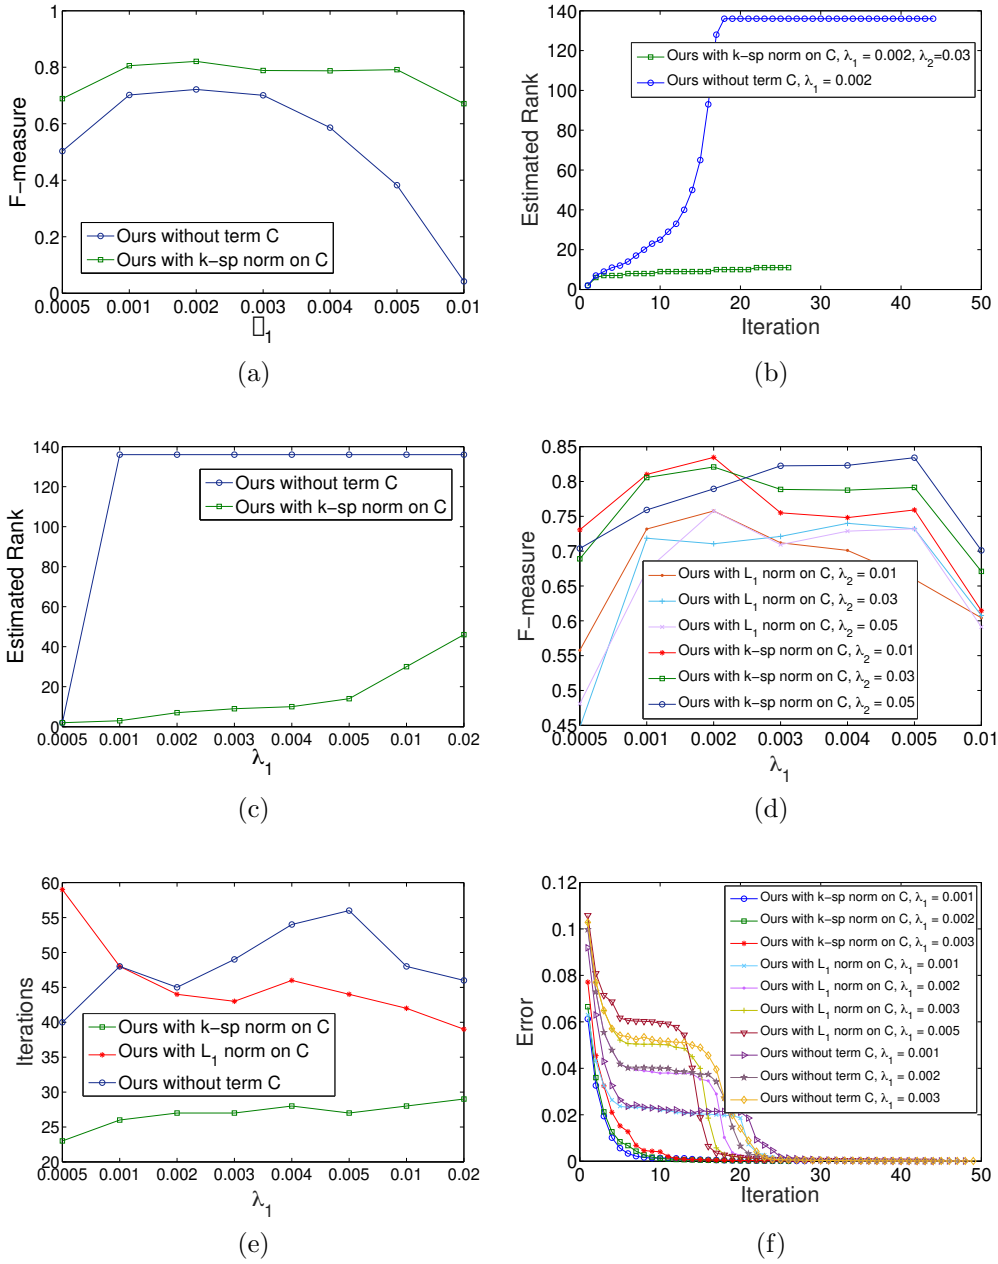 1
0.8
0.6
0.4
0.2
0
F-measure
0.0005 0.001 0.002 0.003 0.004 0.005 0.01
□₁
Ours without term C
Ours with k-sp norm on C
(a)
140
120
100
80
60
40
20
0
Estimated Rank
0 10 20 30 40 50
Iteration
Ours with k-sp norm on C, λ₁ = 0.002, λ₂=0.03
Ours without term C, λ₁ = 0.002
(b)
140
120
100
80
60
40
20
0
Estimated Rank
0.0005 0.001 0.002 0.003 0.004 0.005 0.01 0.02
λ₁
Ours without term C
Ours with k-sp norm on C
(c)
0.85
0.8
0.75
0.7
0.65
0.6
0.55
0.5
0.45
F-measure
0.0005 0.001 0.002 0.003 0.004 0.005 0.01
λ₁
Ours with L₁ norm on C, λ₂ = 0.01
Ours with L₁ norm on C, λ₂ = 0.03
Ours with L₁ norm on C, λ₂ = 0.05
Ours with k-sp norm on C, λ₂ = 0.01
Ours with k-sp norm on C, λ₂ = 0.03
Ours with k-sp norm on C, λ₂ = 0.05
(d)
60
55
50
45
40
35
30
25
20
Iterations
0.0005 0.001 0.002 0.003 0.004 0.005 0.01 0.02
λ₁
Ours with k-sp norm on C
Ours with L₁ norm on C
Ours without term C
(e)
0.12
0.1
0.08
0.06
0.04
0.02
0
Error
0 10 20 30 40 50
Iteration
Ours with k-sp norm on C, λ₁ = 0.001
Ours with k-sp norm on C, λ₁ = 0.002
Ours with k-sp norm on C, λ₁ = 0.003
Ours with L₁ norm on C, λ₁ = 0.001
Ours with L₁ norm on C, λ₁ = 0.002
Ours with L₁ norm on C, λ₁ = 0.003
Ours with L₁ norm on C, λ₁ = 0.005
Ours without term C, λ₁ = 0.001
Ours without term C, λ₁ = 0.002
Ours without term C, λ₁ = 0.003
(f)